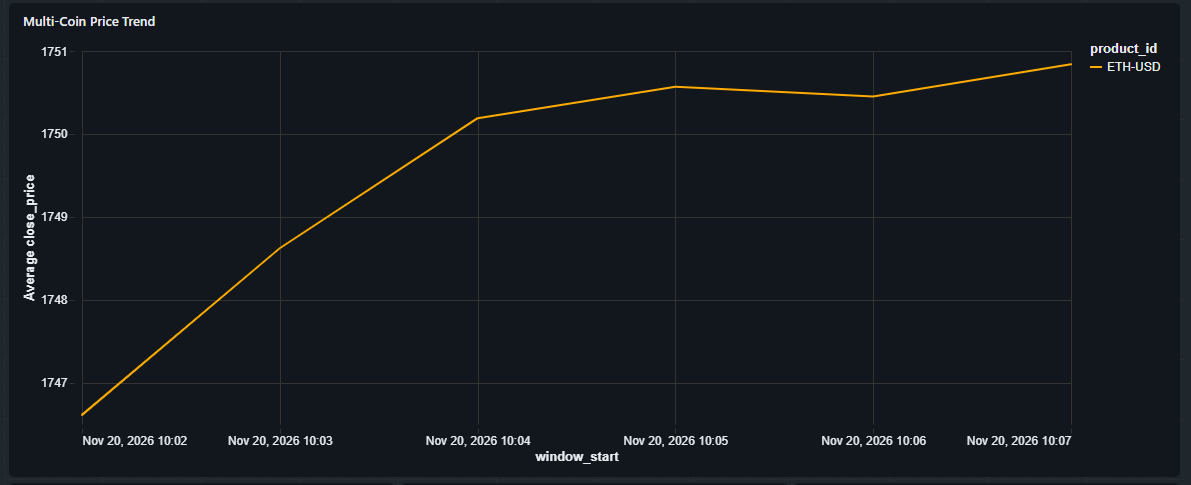 Multi-Coin Price Trend
product_id
ETH-USD
1751
1750
1749
1748
1747
Average close_price
Nov 20, 2026 10:02 Nov 20, 2026 10:03 Nov 20, 2026 10:04 Nov 20, 2026 10:05 Nov 20, 2026 10:06 Nov 20, 2026 10:07
window_start